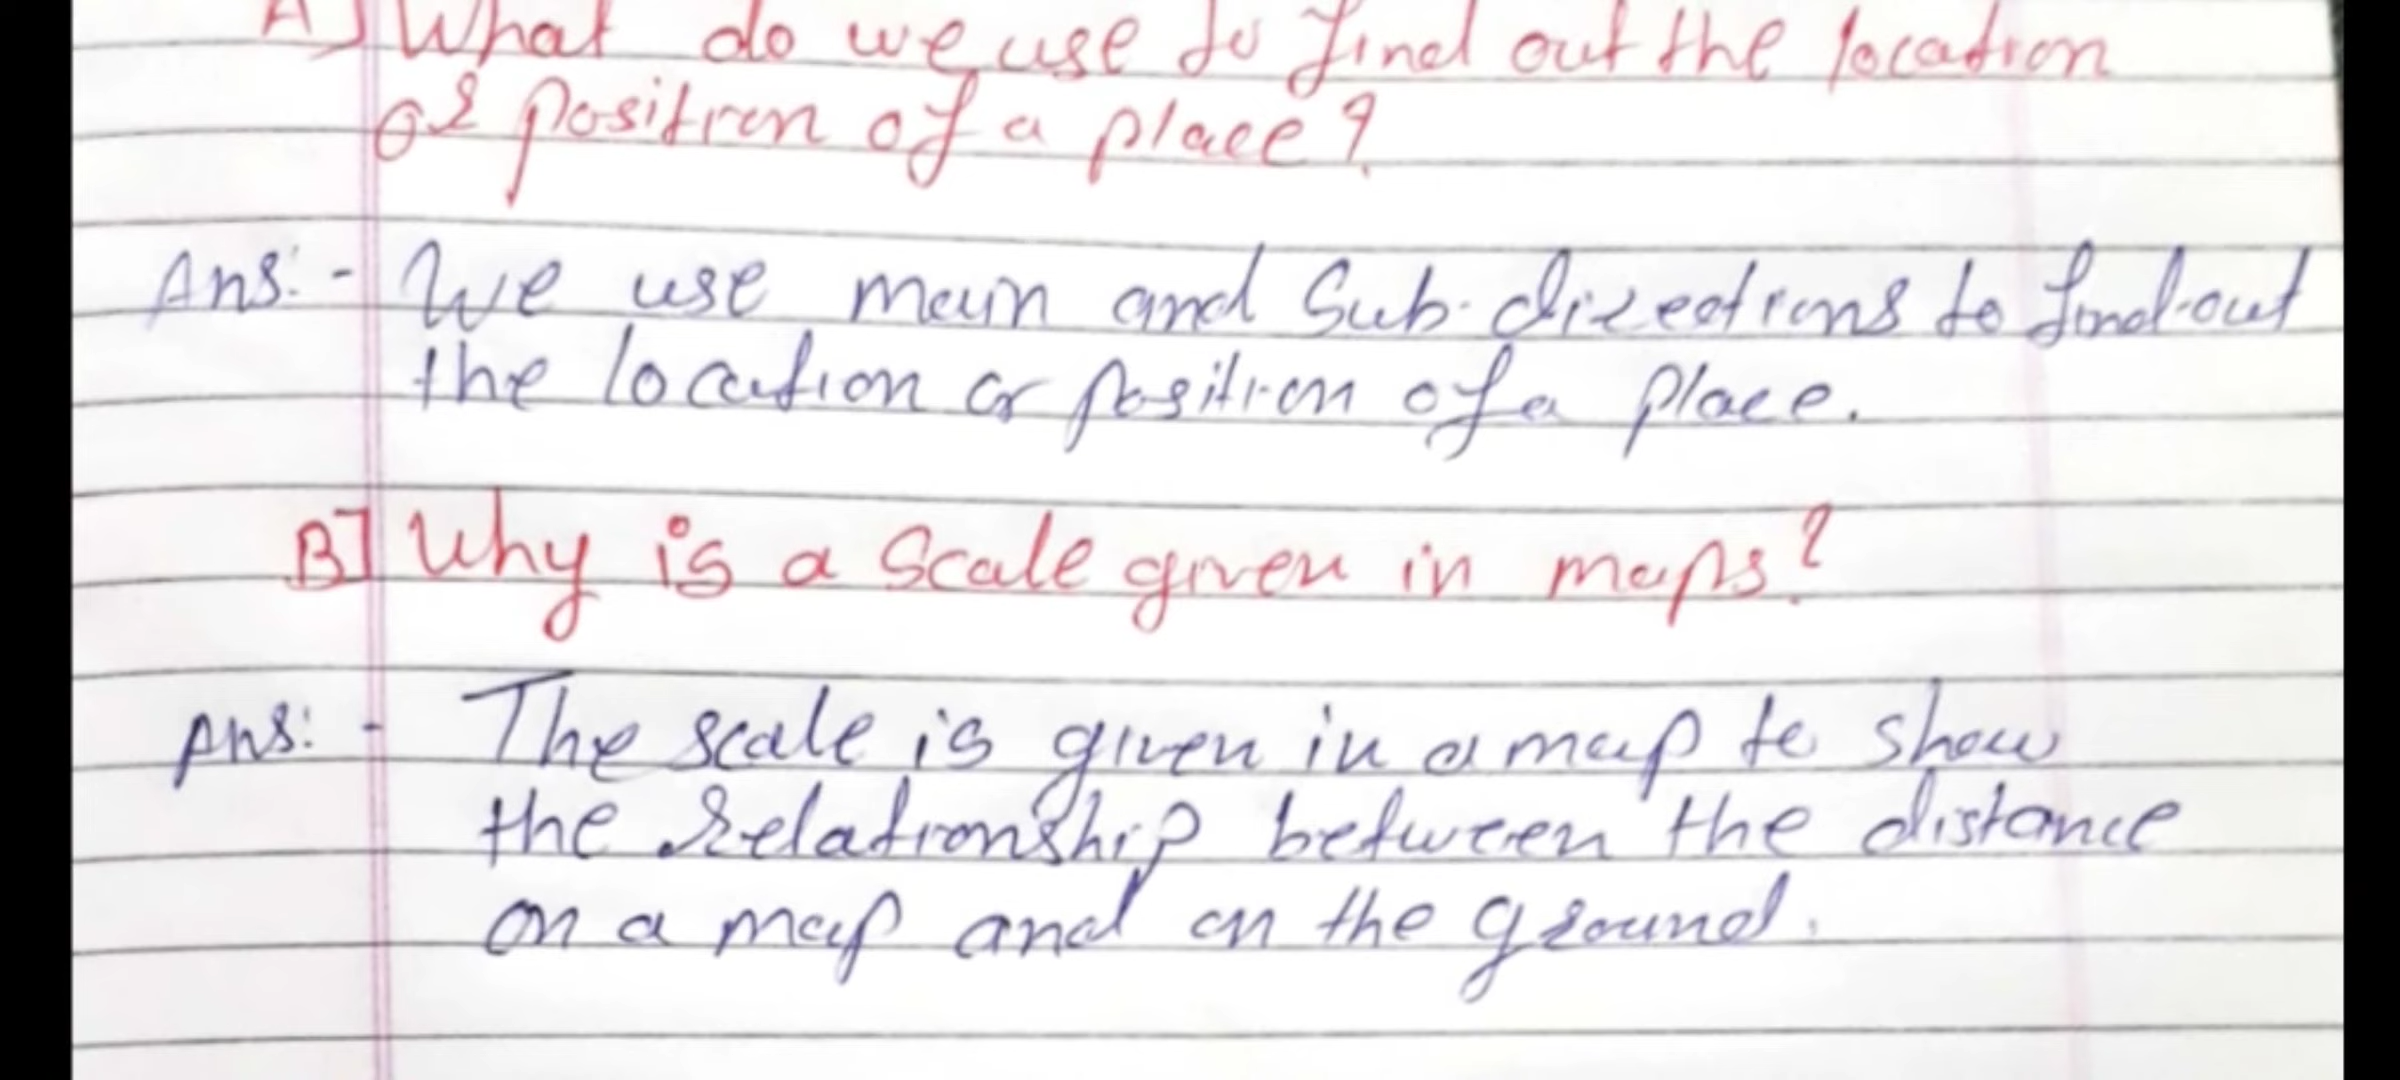 A] What do we use to find out the location
or position of a place?
Ans:- We use main and Sub-directions to find-out
the location or position of a place.
B] Why is a Scale given in maps?
Ans:- The scale is given in a map to show
the relationship between the distance
on a map and on the ground.